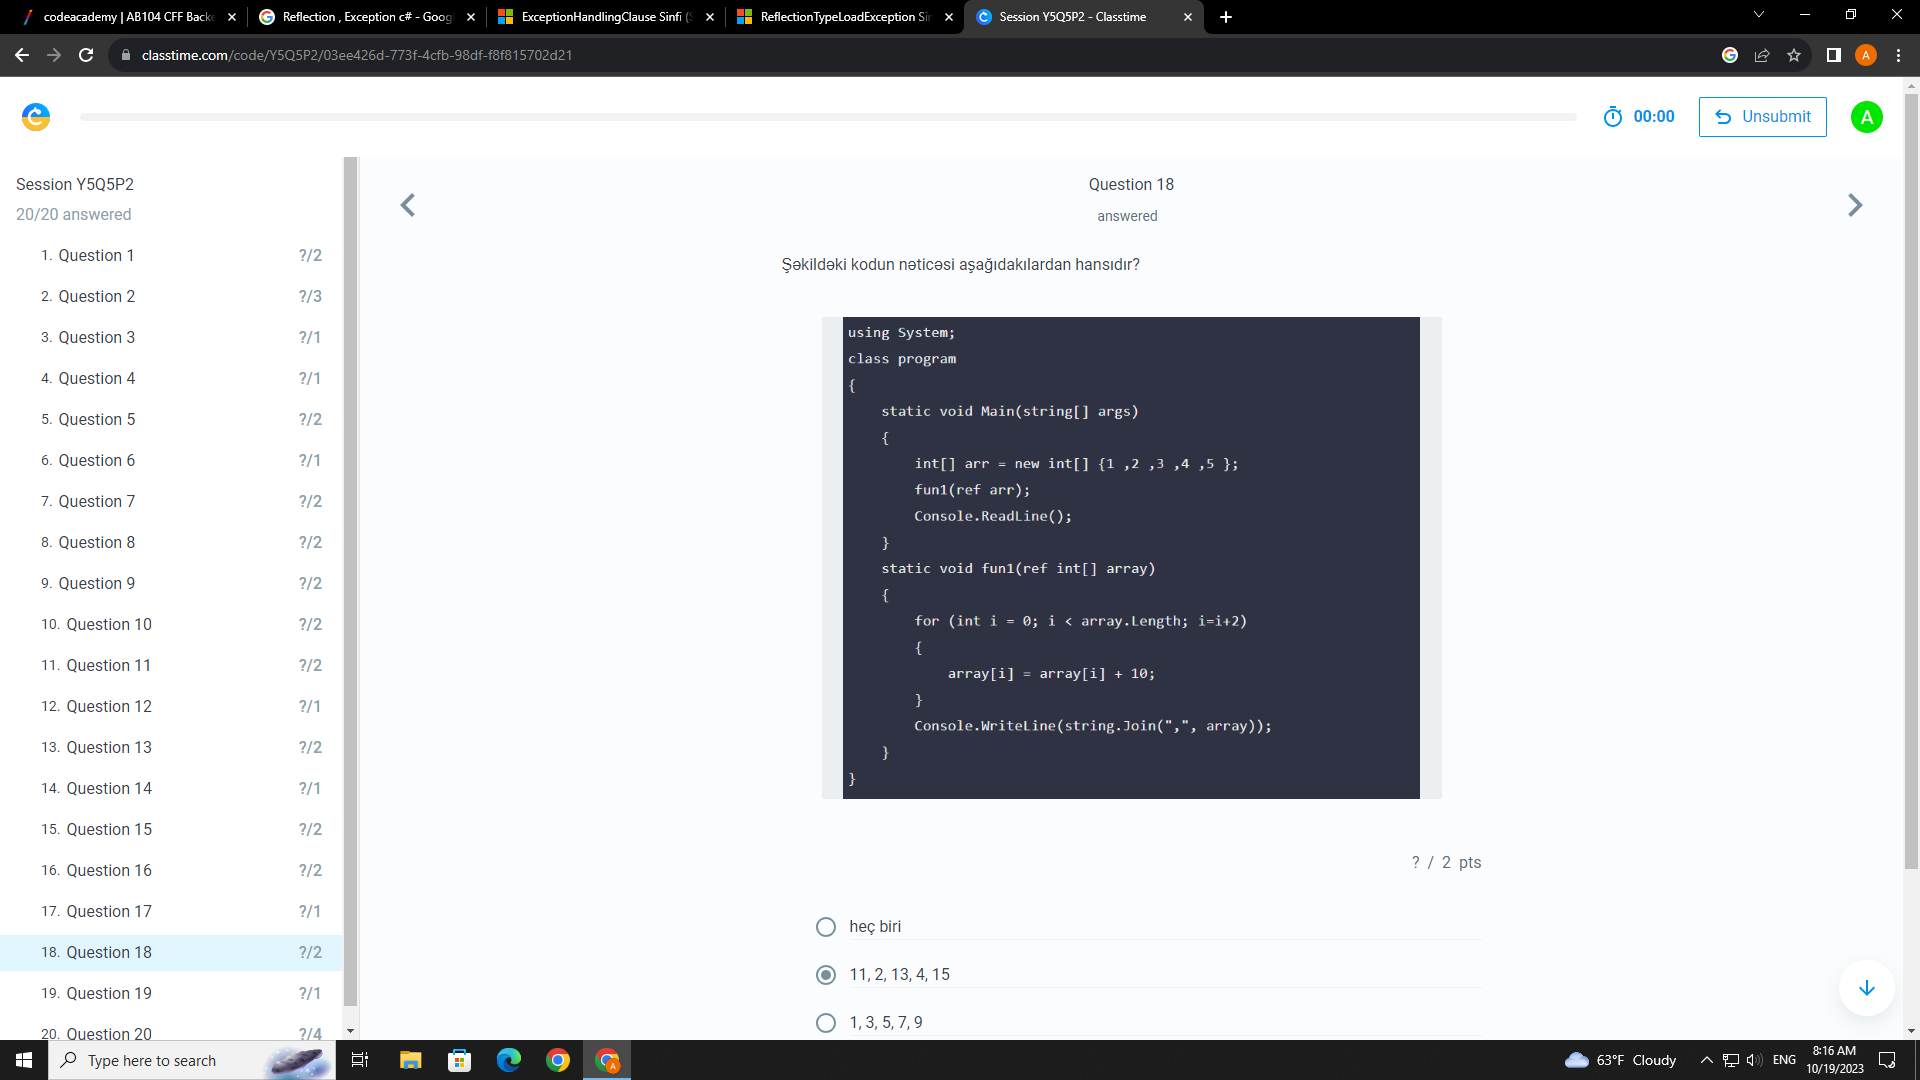 codeacademy | AB104 CFF Backe
Reflection , Exception c# - Goog
ExceptionHandlingClause Sinfi (S
ReflectionTypeLoadException Sin
Session Y5Q5P2 - Classtime
classtime.com/code/Y5Q5P2/03ee426d-773f-4cfb-98df-f8f815702d21
A
00:00
Unsubmit
A
Session Y5Q5P2
20/20 answered
1. Question 1 ?/2
2. Question 2 ?/3
3. Question 3 ?/1
4. Question 4 ?/1
5. Question 5 ?/2
6. Question 6 ?/1
7. Question 7 ?/2
8. Question 8 ?/2
9. Question 9 ?/2
10. Question 10 ?/2
11. Question 11 ?/2
12. Question 12 ?/1
13. Question 13 ?/2
14. Question 14 ?/1
15. Question 15 ?/2
16. Question 16 ?/2
17. Question 17 ?/1
18. Question 18 ?/2
19. Question 19 ?/1
20. Question 20 ?/4
Question 18
answered
Şəkildəki kodun nəticəsi aşağıdakılardan hansıdır?
using System;
class program
{
static void Main(string[] args)
{
int[] arr = new int[] {1 ,2 ,3 ,4 ,5 };
fun1(ref arr);
Console.ReadLine();
}
static void fun1(ref int[] array)
{
for (int i = 0; i < array.Length; i=i+2)
{
array[i] = array[i] + 10;
}
Console.WriteLine(string.Join(",", array));
}
}
? / 2 pts
heç biri
11, 2, 13, 4, 15
1, 3, 5, 7, 9
Type here to search
63°F Cloudy
ENG
8:16 AM
10/19/2023